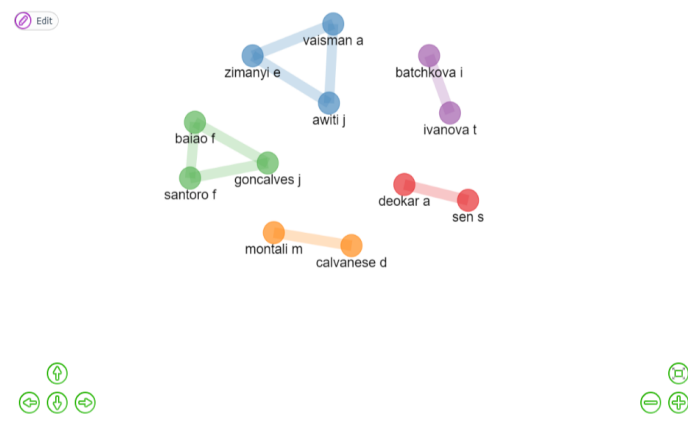 Edit
vaisman a
zimanyi e
batchkova i
awiti j
ivanova t
baiao f
goncalves j
santoro f
deokar a
sen s
montali m
calvanese d